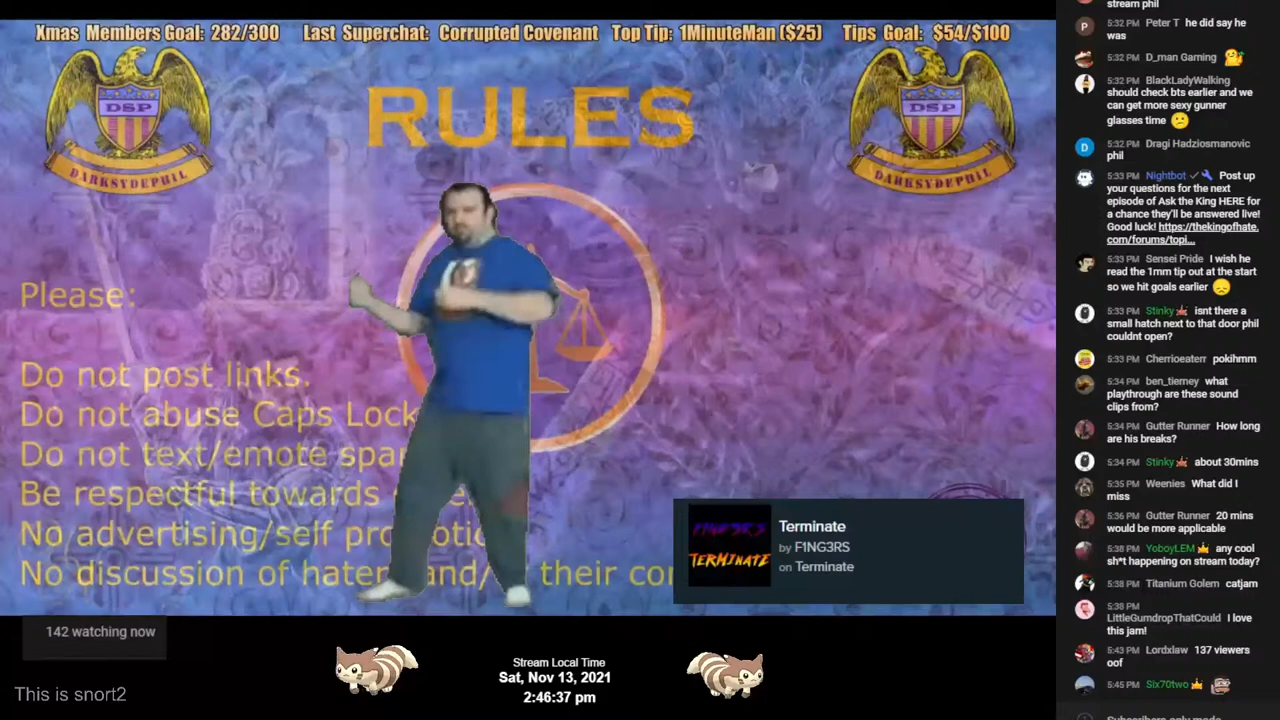 Xmas Members Goal: 282/300 Last Superchat: Corrupted Covenant Top Tip: 1MinuteMan ($25) Tips Goal: $54/$100
DSP
DARKSYDEPHIL
RULES
DSP
DARKSYDEPHIL
Please:
Do not post links.
Do not abuse Caps Lock
Do not text/emote
Be respectful towards
No advertising/self
No discussion of their
F1NG3RS
TERMINATE
Terminate
by F1NG3RS
on Terminate
142 watching now
This is snort2
Stream Local Time
Sat, Nov 13, 2021
2:46:37 pm
stream phil
5:32 PM Peter T he did say he
was
5:32 PM D_man Gaming
5:32 PM BlackLadyWalking
should check bts earlier and we
can get more sexy gunner
glasses time
5:32 PM Dragi Hadziosmanovic
phil
5:33 PM Nightbot Post up
your questions for the next
episode of Ask the King HERE for
a chance they'll be answered live!
Good luck! https://thekingofhate.
com/forums/topi...
5:33 PM Sensei Pride I wish he
read the 1mm tip out at the start
so we hit goals earlier
5:33 PM Stinky isnt there a
small hatch next to that door phil
couldnt open?
5:33 PM Cherrioeaterr pokihmm
5:34 PM ben_tierney what
playthrough are these sound
clips from?
5:34 PM Gutter Runner How long
are his breaks?
5:34 PM Stinky about 30mins
5:35 PM Weenies What did I
miss
5:36 PM Gutter Runner 20 mins
would be more applicable
5:38 PM YoboyLEM any cool
sh*t happening on stream today?
5:38 PM Titanium Golem catjam
5:38 PM
LittleGumdropThatCould I love
this jam!
5:43 PM Lordxlaw 137 viewers
oof
5:45 PM Six70two